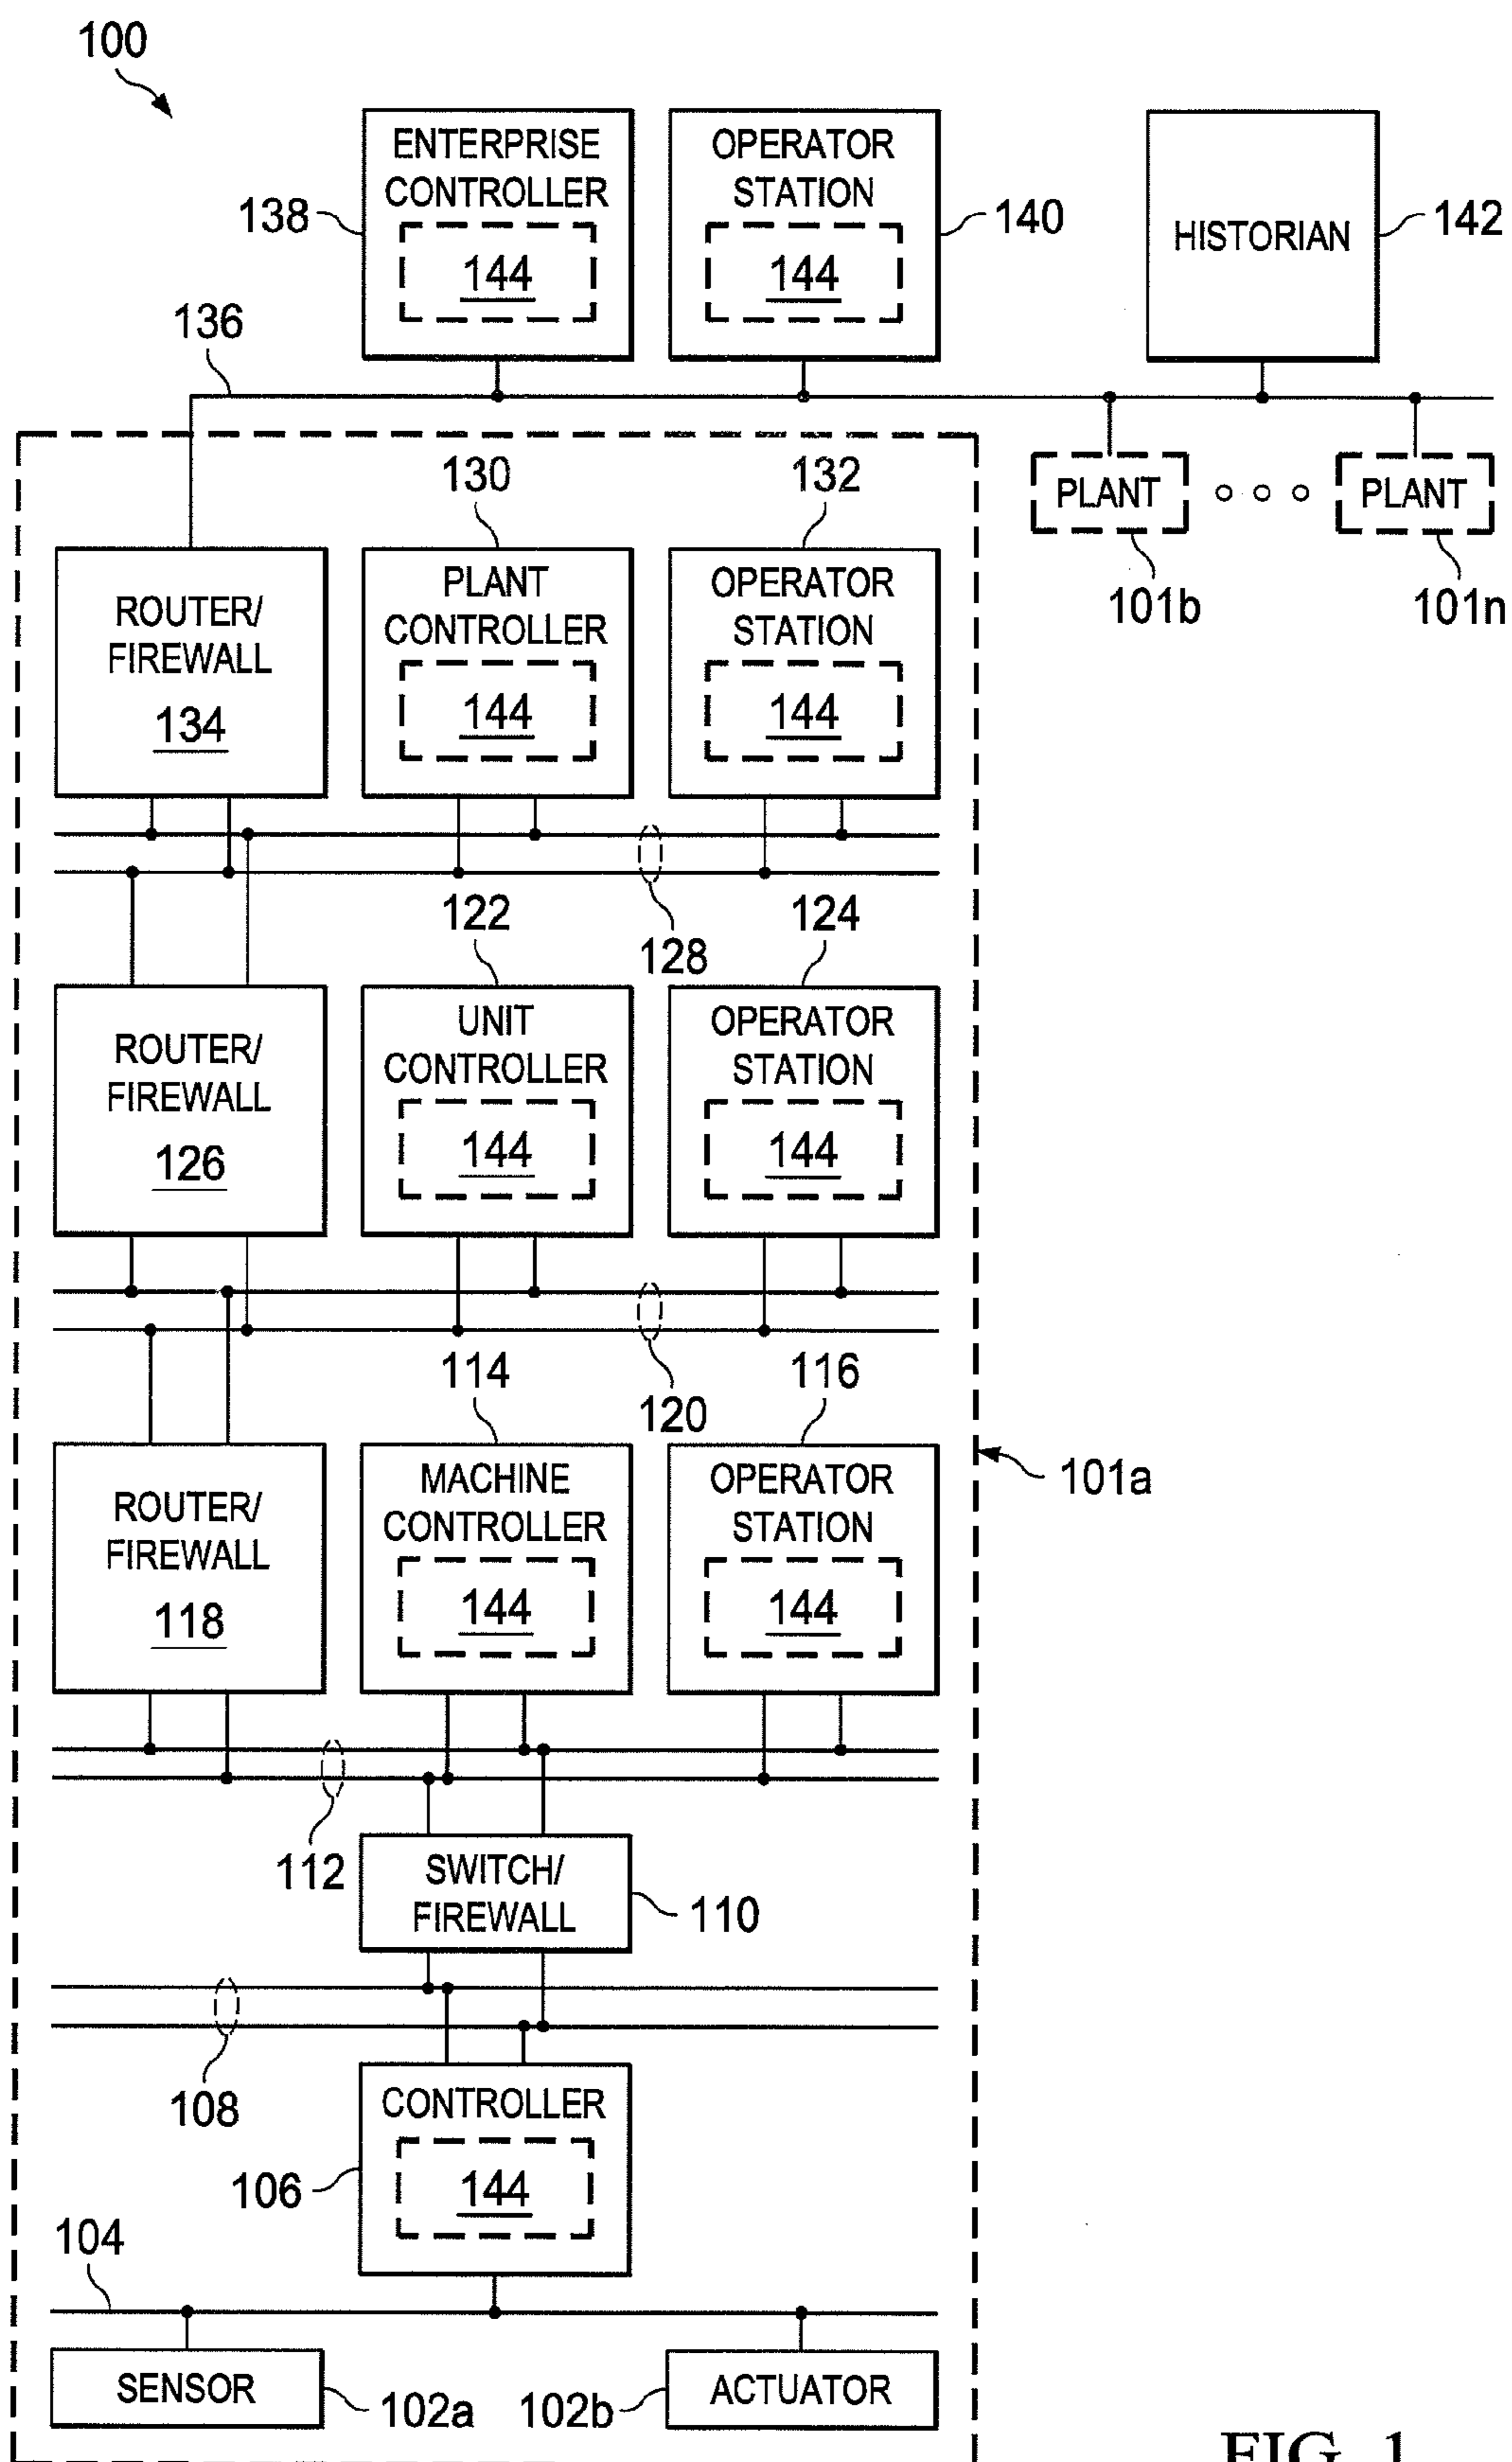 100
ENTERPRISE
CONTROLLER
144
138
OPERATOR
STATION
144
140
HISTORIAN
142
136
PLANT
101b
PLANT
101n
130
132
ROUTER/
FIREWALL
134
PLANT
CONTROLLER
144
OPERATOR
STATION
144
128
122
124
ROUTER/
FIREWALL
126
UNIT
CONTROLLER
144
OPERATOR
STATION
144
120
114
116
ROUTER/
FIREWALL
118
MACHINE
CONTROLLER
144
OPERATOR
STATION
144
101a
112
SWITCH/
FIREWALL
110
108
CONTROLLER
144
106
104
SENSOR
102a
102b
ACTUATOR
FIG. 1